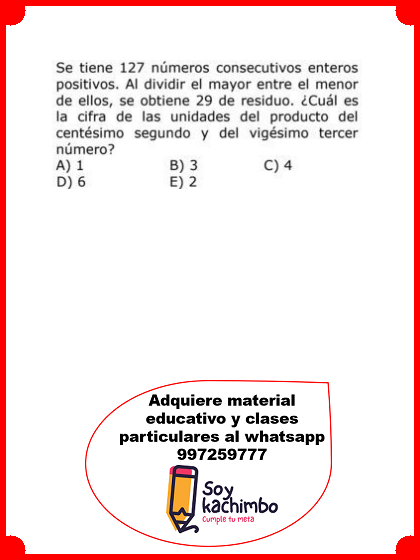 Se tiene 127 números consecutivos enteros
positivos. Al dividir el mayor entre el menor
de ellos, se obtiene 29 de residuo. ¿Cuál es
la cifra de las unidades del producto del
centésimo segundo y del vigésimo tercer
número?
A) 1 B) 3 C) 4
D) 6 E) 2
Adquiere material
educativo y clases
particulares al whatsapp
997259777
Soy
kachimbo
Cumple tu meta